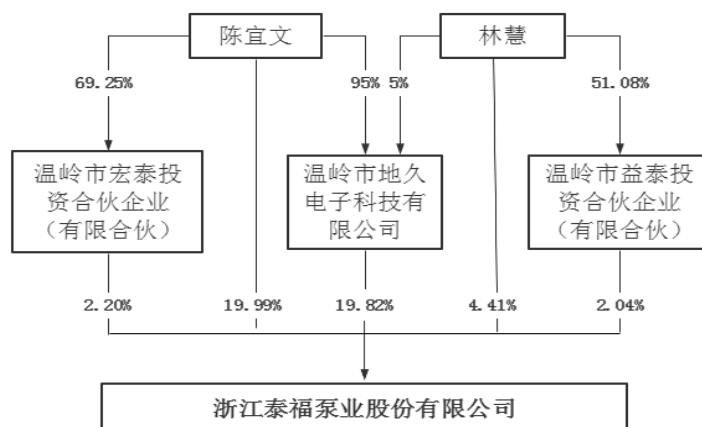 陈宜文
林慧
69.25%
95%
5%
51.08%
温岭市宏泰投
资合伙企业
（有限合伙）
温岭市地久
电子科技有
限公司
温岭市益泰投
资合伙企业
（有限合伙）
2.20%
19.99%
19.82%
4.41%
2.04%
浙江泰福泵业股份有限公司